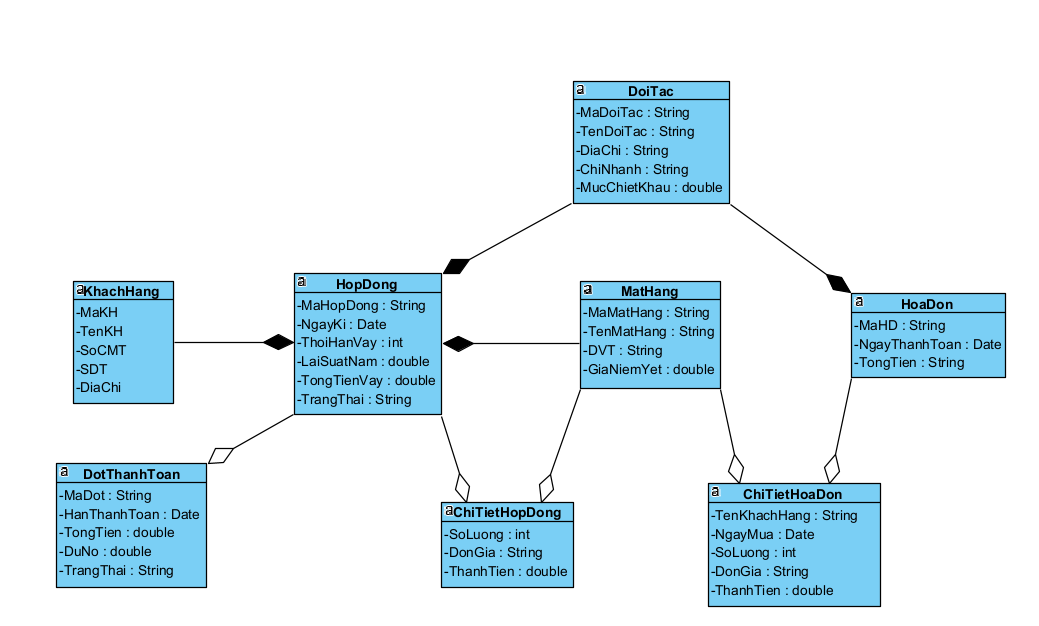 DoiTac
-MaDoiTac : String
-TenDoiTac : String
-DiaChi : String
-ChiNhanh : String
-MucChietKhau : double
KhachHang
-MaKH
-TenKH
-SoCMT
-SDT
-DiaChi
HopDong
-MaHopDong : String
-NgayKi : Date
-ThoiHanVay : int
-LaiSuatNam : double
-TongTienVay : double
-TrangThai : String
MatHang
-MaMatHang : String
-TenMatHang : String
-DVT : String
-GiaNiemYet : double
HoaDon
-MaHD : String
-NgayThanhToan : Date
-TongTien : String
DotThanhToan
-MaDot : String
-HanThanhToan : Date
-TongTien : double
-DuNo : double
-TrangThai : String
ChiTietHopDong
-SoLuong : int
-DonGia : String
-ThanhTien : double
ChiTietHoaDon
-TenKhachHang : String
-NgayMua : Date
-SoLuong : int
-DonGia : String
-ThanhTien : double